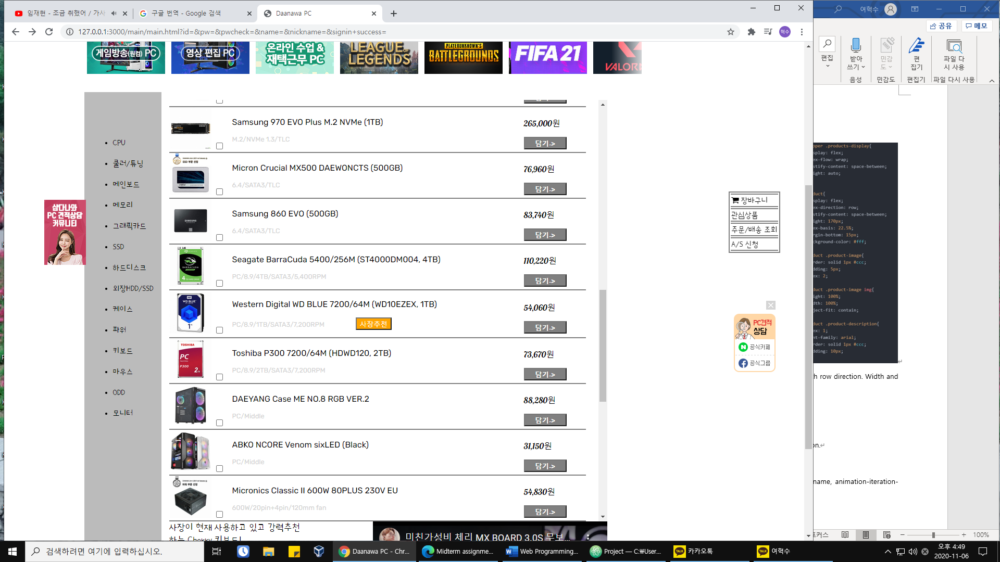 임재현 - 조금 취했어 / 가사
구글 번역 - Google 검색
Daanawa PC
127.0.0.1:3000/main/main.html?id=&pw=&pwcheck=&name=&nickname=&signin+success=
혁수
여혁수
공유
메모
편집
받아
쓰기
음성
민감
도
민감도
편
집기
편집기
파일 다
시 사용
파일 다시 사용
게임방송(원컴) PC
영상 편집 PC
온라인 수업 &
재택근무 PC
LEAGUE OF
LEGENDS
PLAYERUNKNOWN'S
BATTLEGROUNDS
FIFA 21
VALOR
CPU
쿨러/튜닝
메인보드
메모리
그래픽카드
SSD
하드디스크
외장HDD/SSD
케이스
파워
키보드
마우스
ODD
모니터
샵다나와
PC 견적상담
커뮤니티
Samsung 970 EVO Plus M.2 NVMe (1TB)
M.2/NVMe 1.3/TLC
265,000원
담기->
Micron Crucial MX500 DAEWONCTS (500GB)
6.4/SATA3/TLC
76,960원
담기->
Samsung 860 EVO (500GB)
6.4/SATA3/TLC
83,740원
담기->
Seagate BarraCuda 5400/256M (ST4000DM004, 4TB)
PC/8.9/4TB/SATA3/5,400RPM
110,220원
담기->
Western Digital WD BLUE 7200/64M (WD10EZEX, 1TB)
PC/8.9/1TB/SATA3/7,200RPM
사장추천
54,060원
담기->
Toshiba P300 7200/64M (HDWD120, 2TB)
PC/8.9/2TB/SATA3/7,200RPM
73,670원
담기->
DAEYANG Case ME NO.8 RGB VER.2
PC/Middle
88,280원
담기->
ABKO NCORE Venom sixLED (Black)
PC/Middle
31,150원
담기->
Micronics Classic II 600W 80PLUS 230V EU
600W/20pin+4pin/120mm fan
54,830원
담기->
사장이 현재 사용하고 있고 강력추천
하는 Cherry 키보드!
미친가성비 체리 MX BOARD 3.0S 무보...
장바구니
관심상품
주문/배송 조회
A/S 신청
PC견적
상담
공식카페
공식그룹
pper .products-display{
splay: flex;
ex-flow: wrap;
stify-content: space-between;
ight: auto;
duct{
splay: flex;
ex-direction: row;
stify-content: space-between;
ight: 170px;
ex-basis: 22.5%;
rgin-bottom: 15px;
ckground-color: #fff;
duct .product-image{
rder: solid 1px #ccc;
dding: 5px;
ex: 2;
duct .product-image img{
ight: 100%;
dth: 100%;
ject-fit: contain;
duct .product-description{
ex: 1;
nt-family: arial;
rder: solid 1px #ccc;
dding: 10px;
h row direction. Width and
on.
name, animation-iteration-
포커스
100%
검색하려면 여기에 입력하십시오.
Daanawa PC - Chr...
Midterm assignme...
Web Programming...
Project — C:₩User...
카카오톡
여혁수
오후 4:49
2020-11-06